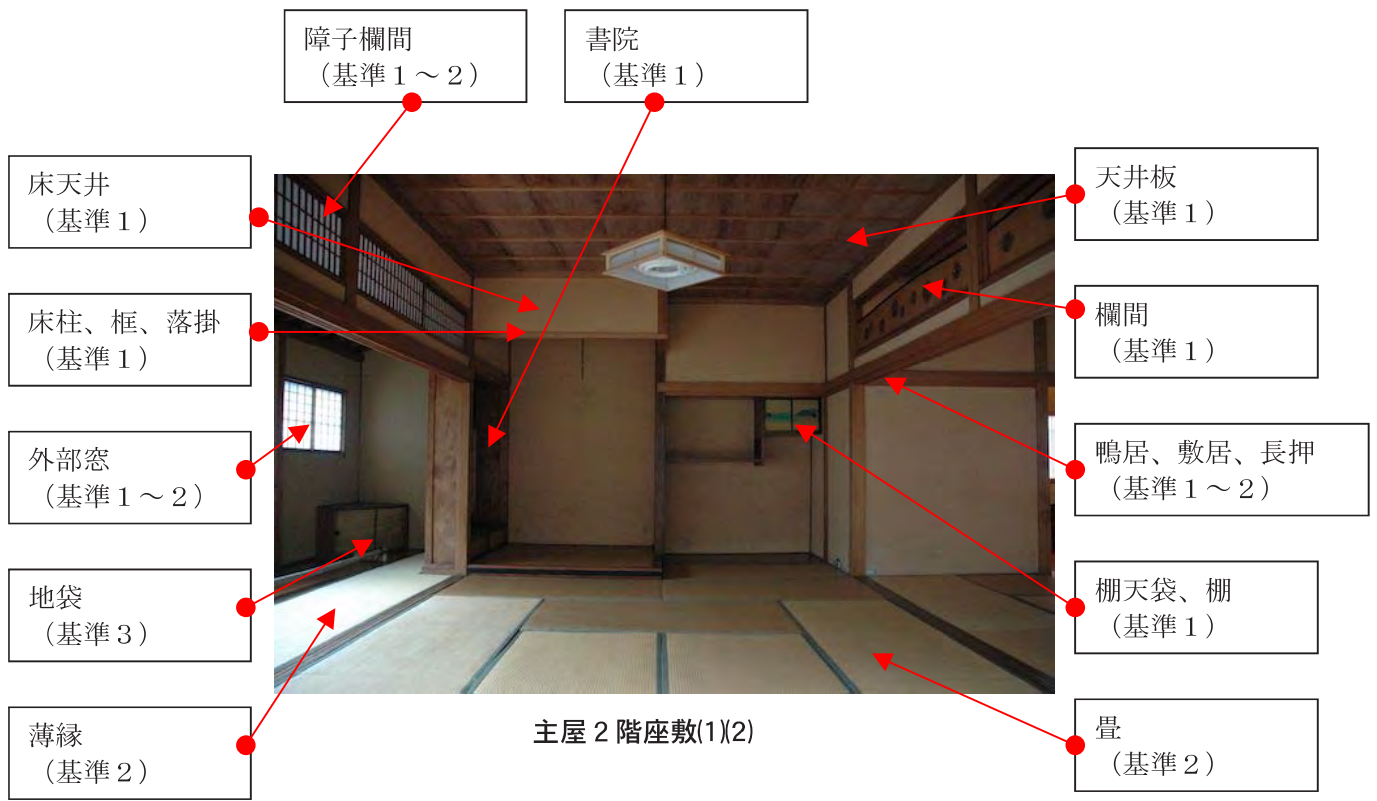 障子欄間
（基準１～２）
書院
（基準１）
床天井
（基準１）
床柱、框、落掛
（基準１）
外部窓
（基準１～２）
地袋
（基準３）
薄縁
（基準２）
天井板
（基準１）
欄間
（基準１）
鴨居、敷居、長押
（基準１～２）
棚天袋、棚
（基準１）
畳
（基準２）
主屋２階座敷(1)(2)